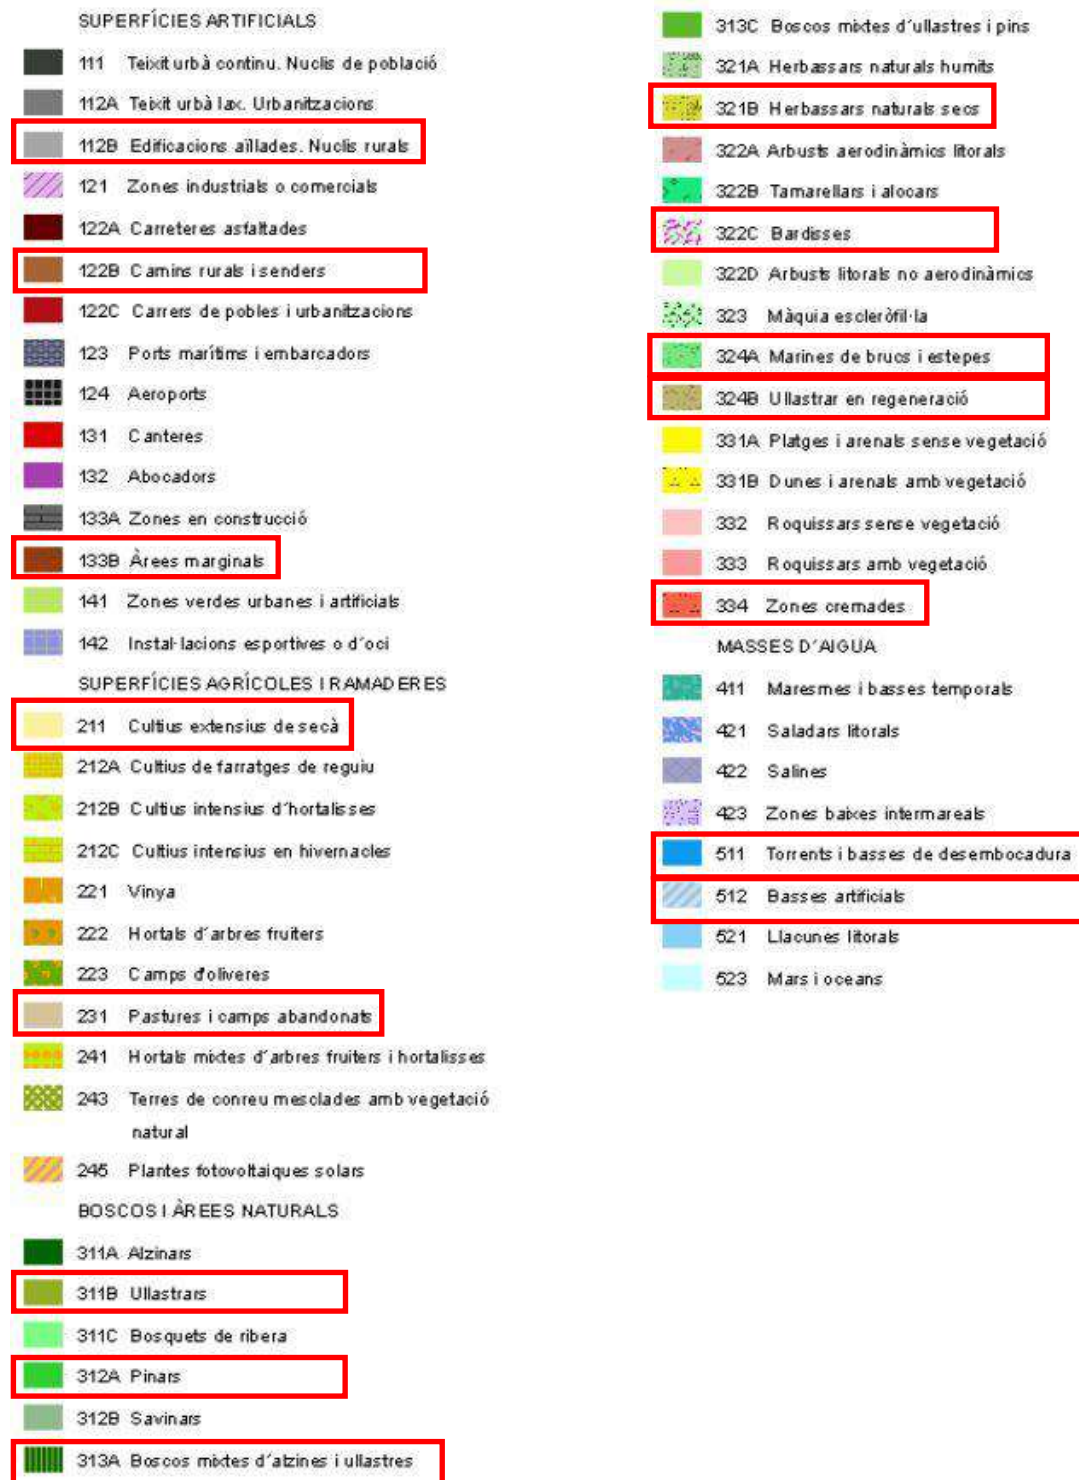 SUPERFÍCIES ARTIFICIALS
111 Teixit urbà continu. Nuclis de població
112A Teixit urbà lax. Urbanitzacions
112B Edificacions aïllades. Nuclis rurals
121 Zones industrials o comercials
122A Carreteres asfaltades
122B Camins rurals i senders
122C Carrers de pobles i urbanitzacions
123 Ports marítims i embarcadors
124 Aeroports
131 Canteres
132 Abocadors
133A Zones en construcció
133B Àrees marginals
141 Zones verdes urbanes i artificials
142 Instal·lacions esportives o d'oci
SUPERFÍCIES AGRÍCOLES I RAMADERES
211 Cultius extensius de secà
212A Cultius de farratges de reguiu
212B Cultius intensius d'hortalisses
212C Cultius intensius en hivernacles
221 Vinya
222 Hortals d'arbres fruiters
223 Camps d'oliveres
231 Pastures i camps abandonats
241 Hortals mixtes d'arbres fruiters i hortalisses
243 Terres de conreu mesclades amb vegetació
natural
245 Plantes fotovoltaiques solars
BOSCOS I ÀREES NATURALS
311A Alzinars
311B Ullastrars
311C Bosquets de ribera
312A Pinars
312B Savinars
313A Boscos mixtes d'alzines i ullastres
313C Boscos mixtes d'ullastres i pins
321A Herbassars naturals humits
321B Herbassars naturals secs
322A Arbusts aerodinàmics litorals
322B Tamarellars i alocars
322C Bardisses
322D Arbusts litorals no aerodinàmics
323 Màquia escleròfil·la
324A Marines de brucs i estepes
324B Ullastrar en regeneració
331A Platges i arenals sense vegetació
331B Dunes i arenals amb vegetació
332 Roquissars sense vegetació
333 Roquissars amb vegetació
334 Zones cremades
MASSES D'AIGUA
411 Maresmes i basses temporals
421 Saladars litorals
422 Salines
423 Zones baixes intermareals
511 Torrents i basses de desembocadura
512 Basses artificials
521 Llacunes litorals
523 Mars i oceans